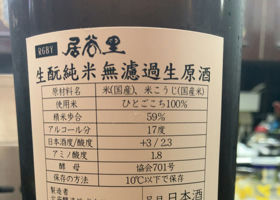 RGBY 居谷里
生酛純米無濾過生原酒
原材料名 米(国産)、米こうじ(国産米)
使用米 ひとごこち100%
精米歩合 59%
アルコール分 17度
日本酒度/酸度 +3 / 2.3
アミノ酸度 1.8
酵母 協会701号
保存の方法 10℃以下で保存
製造者
日本酒